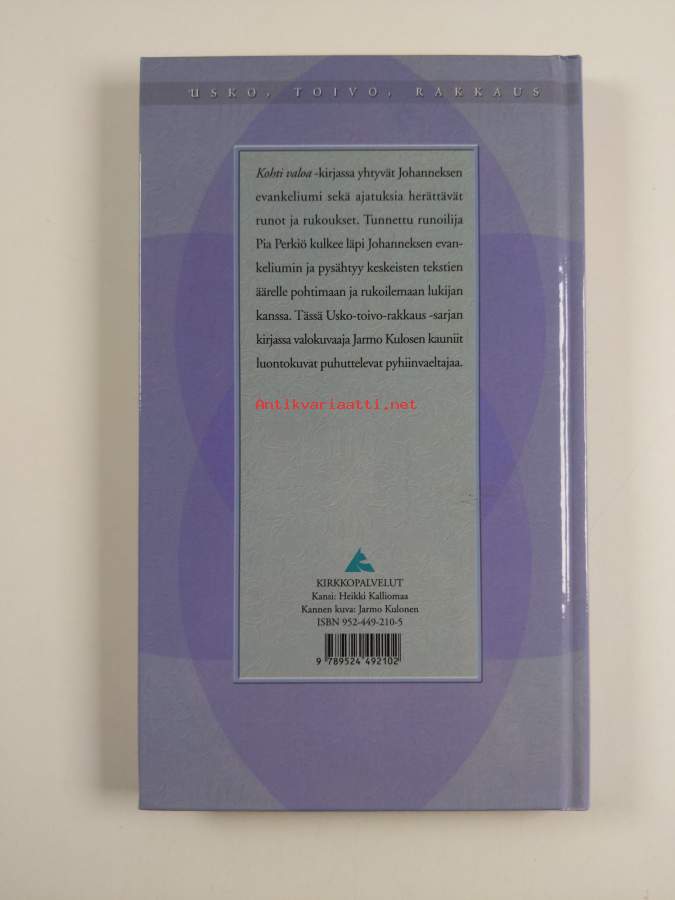 USKO, TOIVO, RAKKAUS
Kohti valoa -kirjassa yhtyvät Johanneksen
evankeliumi sekä ajatuksia herättävät
runot ja rukoukset. Tunnettu runoilija
Pia Perkiö kulkee läpi Johanneksen evan-
keliumin ja pysähtyy keskeisten tekstien
äärelle pohtimaan ja rukoilemaan lukijan
kanssa. Tässä Usko-toivo-rakkaus -sarjan
kirjassa valokuvaaja Jarmo Kulosen kauniit
luontokuvat puhuttelevat pyhiinvaeltajaa.
Antikvariaatti.net
KIRKKOPALVELUT
Kansi: Heikki Kalliomaa
Kannen kuva: Jarmo Kulonen
ISBN 952-449-210-5
9 789524 492102